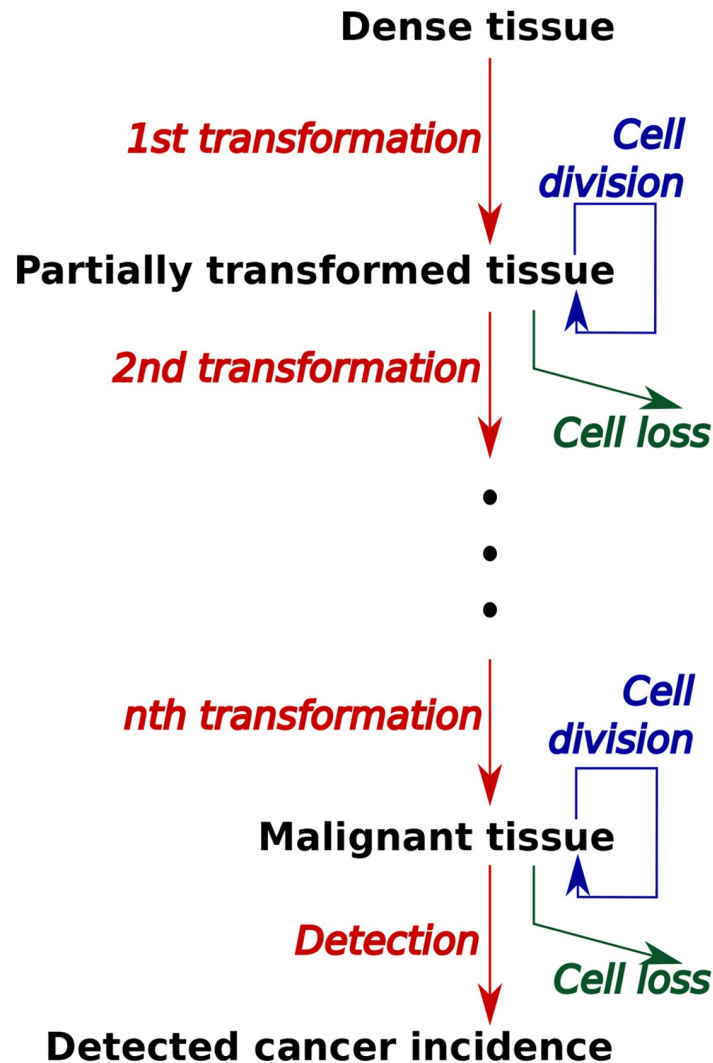 Dense tissue
1st transformation
Cell
division
Partially transformed tissue
2nd transformation
Cell loss
nth transformation
Cell
division
Malignant tissue
Detection
Cell loss
Detected cancer incidence